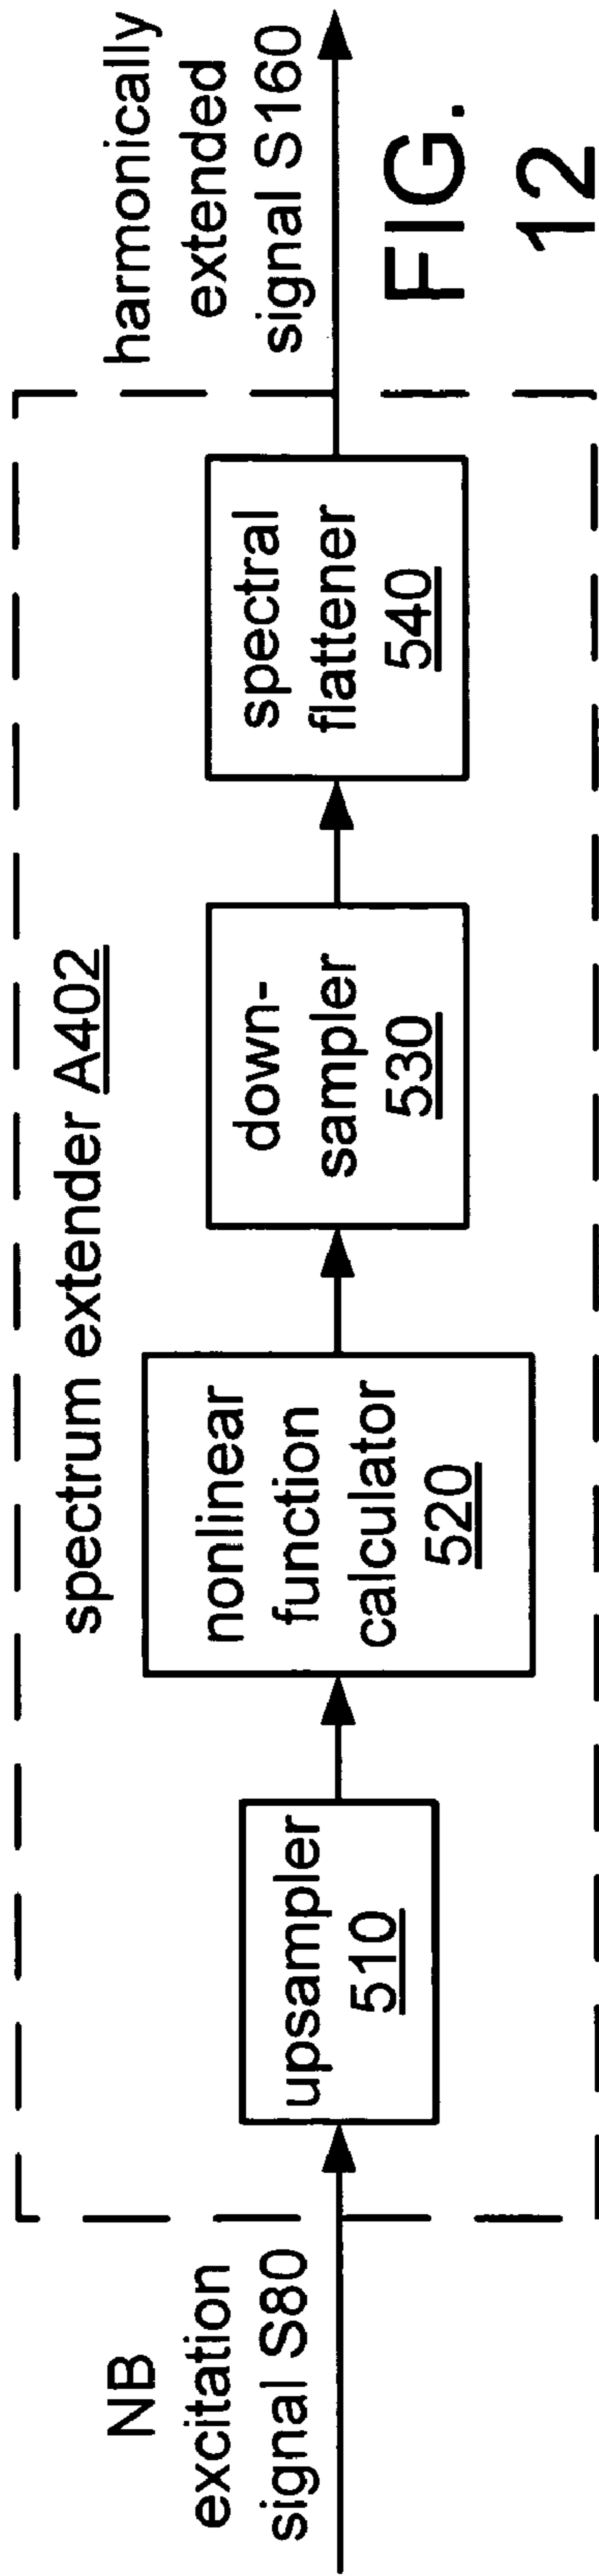 NB
excitation
signal S80
spectrum extender A402
upsampler
510
nonlinear
function
calculator
520
down-
sampler
530
spectral
flattener
540
harmonically
extended
signal S160
FIG.
12